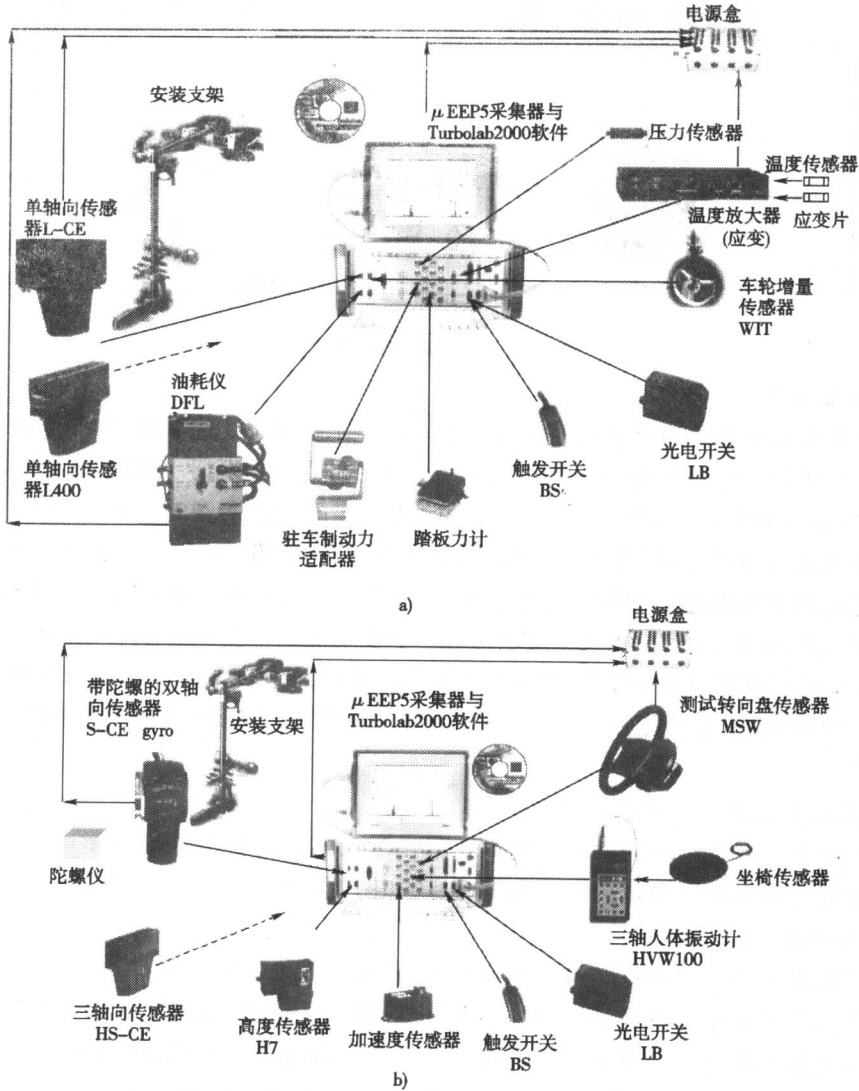 电源盒
安装支架
μEEP5采集器与
Turbolab2000软件
压力传感器
温度传感器
单轴向传感
器L-CE
温度放大器
(应变)
应变片
车轮增量
传感器
WIT
油耗仪
DFL
单轴向传感
器L400
触发开关
BS
光电开关
LB
驻车制动力
适配器
踏板力计
a)
电源盒
带陀螺的双轴
向传感器
S-CE gyro
安装支架
μEEP5采集器与
Turbolab2000软件
测试转向盘传感器
MSW
陀螺仪
坐椅传感器
三轴人体振动计
HVW100
三轴向传感器
HS-CE
高度传感器
H7
加速度传感器
触发开关
BS
光电开关
LB
b)